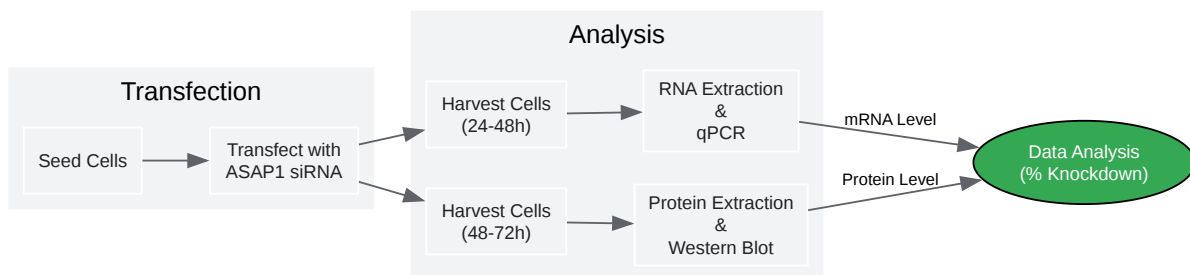 Transfection
Seed Cells
Transfect with
ASAP1 siRNA
Analysis
Harvest Cells
(24-48h)
RNA Extraction
&
qPCR
Harvest Cells
(48-72h)
Protein Extraction
&
Western Blot
mRNA Level
Protein Level
Data Analysis
(% Knockdown)